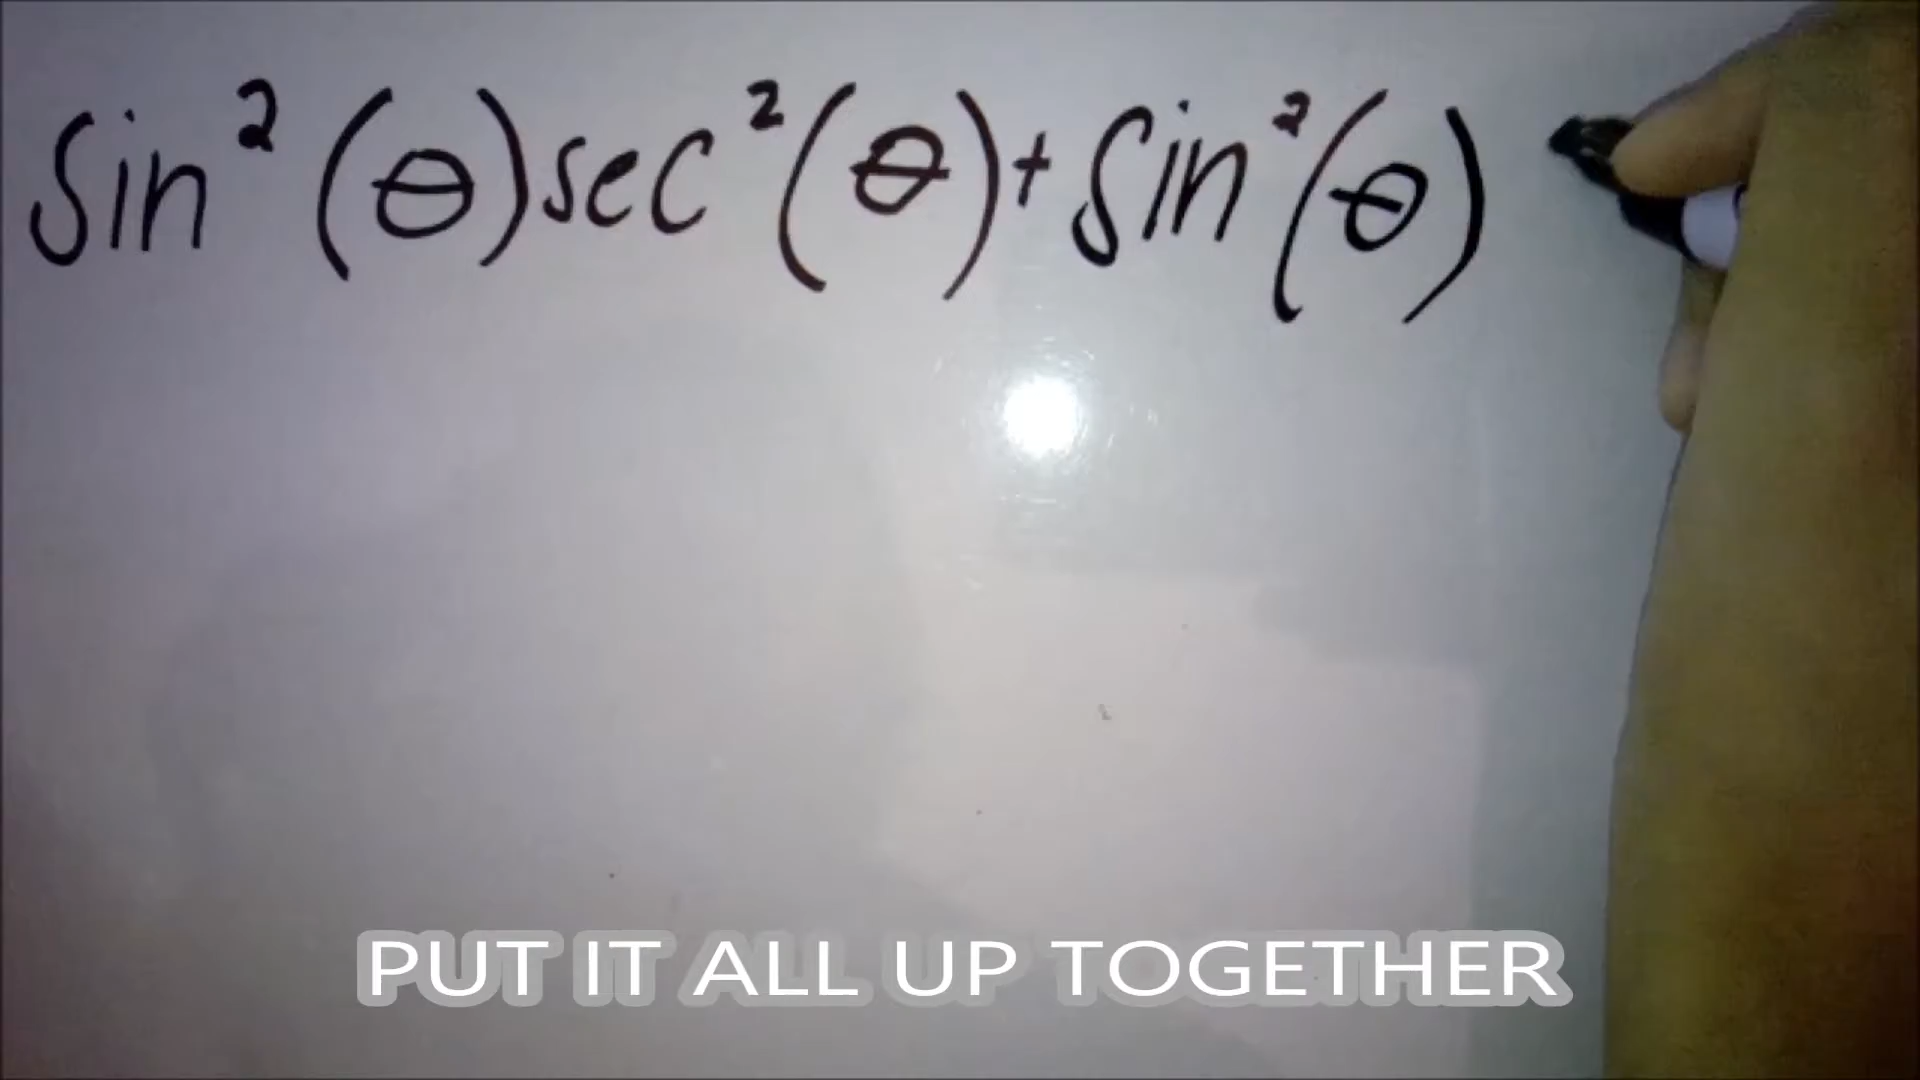 Sin²(θ)sec²(θ)+Sin²(θ)
PUT IT ALL UP TOGETHER